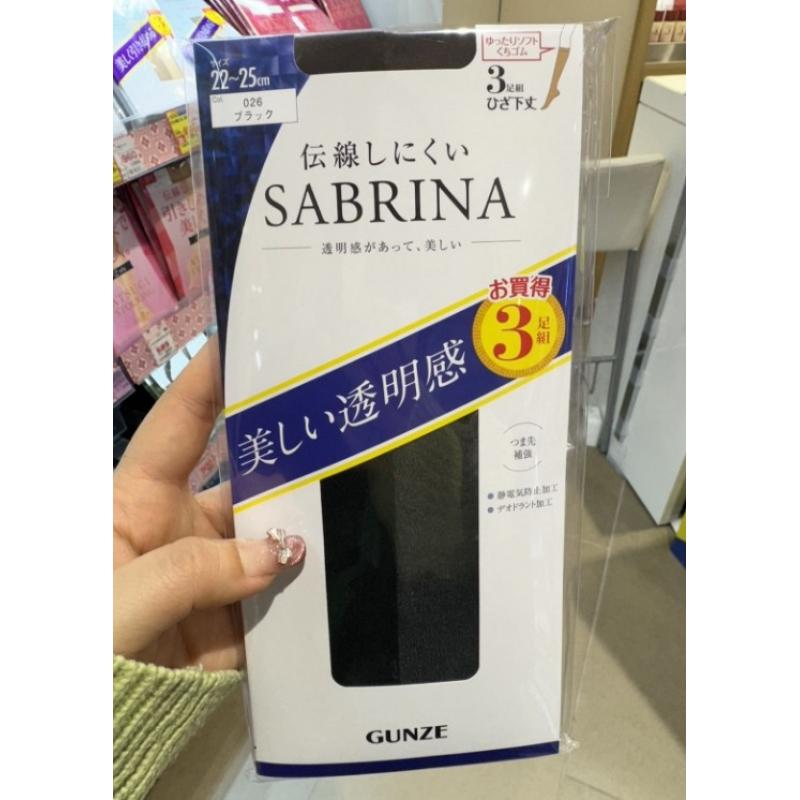 サイズ
22~25cm
Col.
026
ブラック
ゆったりソフト
くちゴム
3足組
ひざ下丈
伝線しにくい
SABRINA
透明感があって、美しい
お買得
3足組
美しい透明感
つま先
補強
● 静電気防止加工
● デオドラント加工
GUNZE